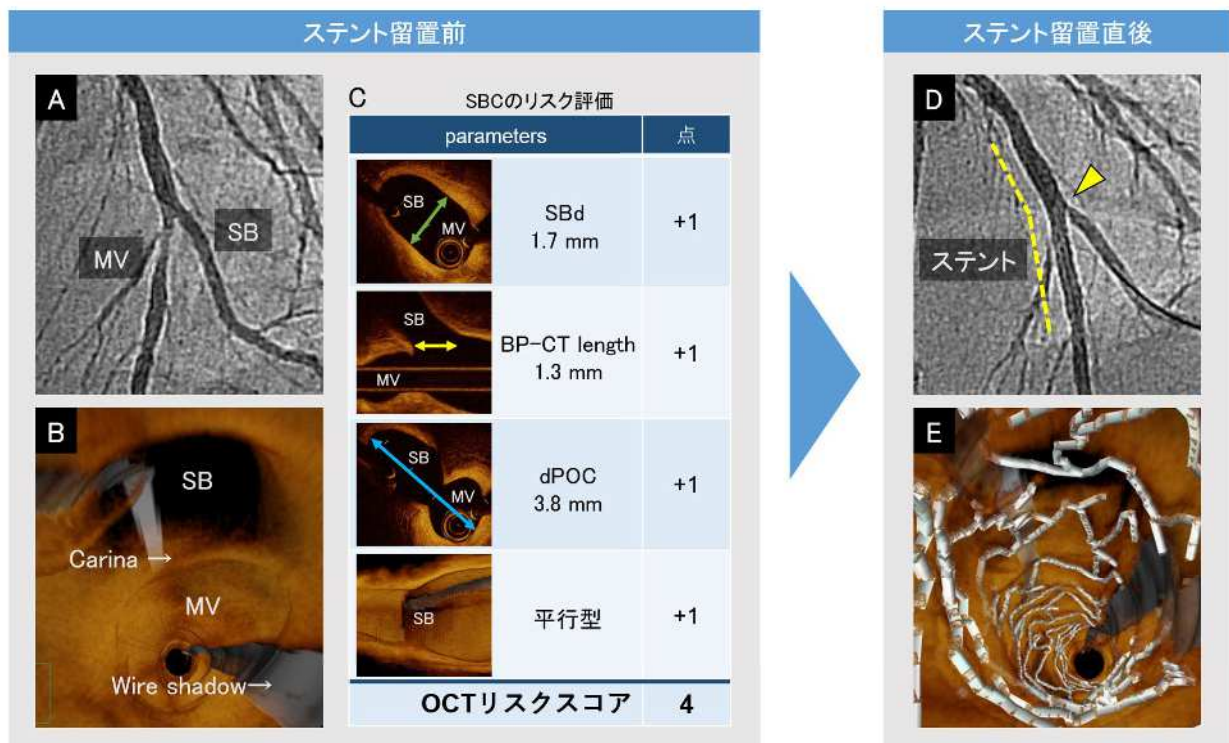 ステント留置前
A
MV
SB
B
SB
Carina →
MV
Wire shadow→
C
SBCのリスク評価
parameters
点
SB
MV
SBd
1.7 mm
+1
SB
MV
BP-CT length
1.3 mm
+1
SB
MV
dPOC
3.8 mm
+1
SB
平行型
+1
OCTリスクスコア
4
ステント留置直後
D
ステント
E